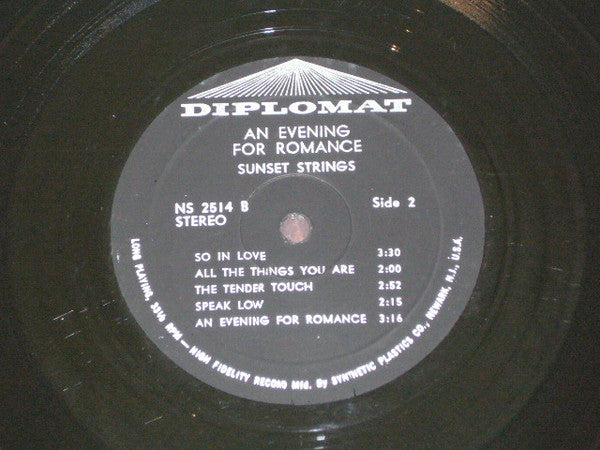 DIPLOMAT
AN EVENING
FOR ROMANCE
SUNSET STRINGS
NS 2514 B
Side 2
STEREO
SO IN LOVE 3:30
ALL THE THINGS YOU ARE 2:00
THE TENDER TOUCH 2:52
SPEAK LOW 2:15
AN EVENING FOR ROMANCE 3:16
LONG PLAYING, 33⅓ RPM — HIGH FIDELITY RECORD Mfd. By SYNTHETIC PLASTICS CO., NEWARK, N.J., U.S.A.